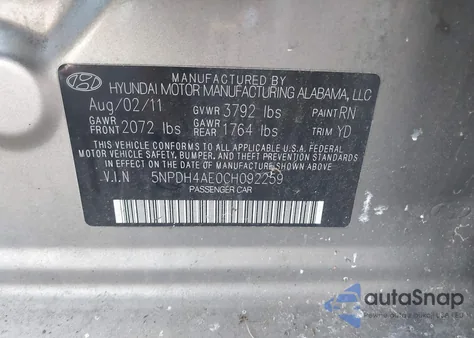 MANUFACTURED BY
HYUNDAI MOTOR MANUFACTURING ALABAMA, LLC
Aug/02/11 GVWR 3792 lbs PAINT RN
GAWR FRONT 2072 lbs GAWR REAR 1764 lbs TRIM YD
THIS VEHICLE CONFORMS TO ALL APPLICABLE U.S.A. FEDERAL
MOTOR VEHICLE SAFETY, BUMPER, AND THEFT PREVENTION
STANDARDS IN EFFECT ON THE DATE OF MANUFACTURE SHOWN ABOVE.
V.I.N 5NPDH4AE0CH092259
PASSENGER CAR
autoSnap